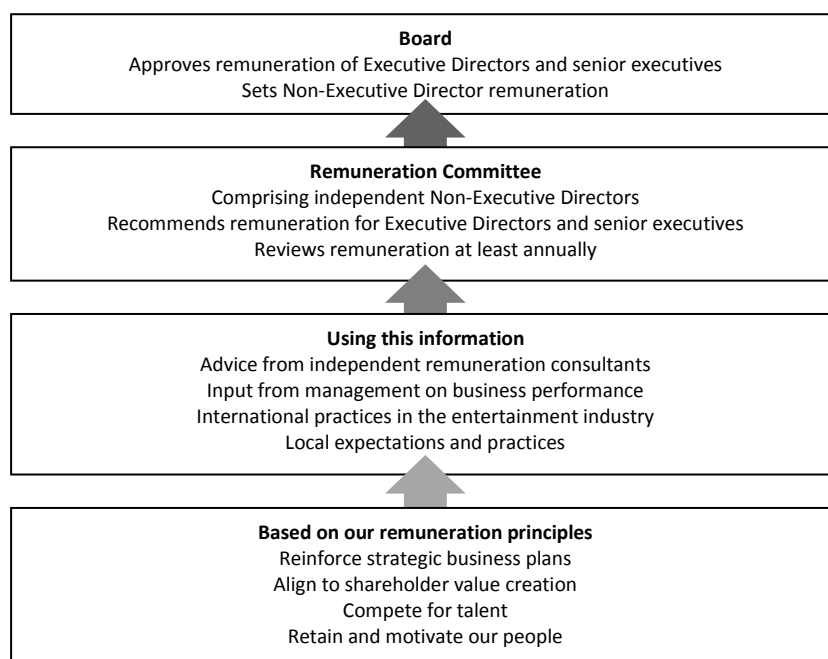 Board
Approves remuneration of Executive Directors and senior executives
Sets Non-Executive Director remuneration
Remuneration Committee
Comprising independent Non-Executive Directors
Recommends remuneration for Executive Directors and senior executives
Reviews remuneration at least annually
Using this information
Advice from independent remuneration consultants
Input from management on business performance
International practices in the entertainment industry
Local expectations and practices
Based on our remuneration principles
Reinforce strategic business plans
Align to shareholder value creation
Compete for talent
Retain and motivate our people